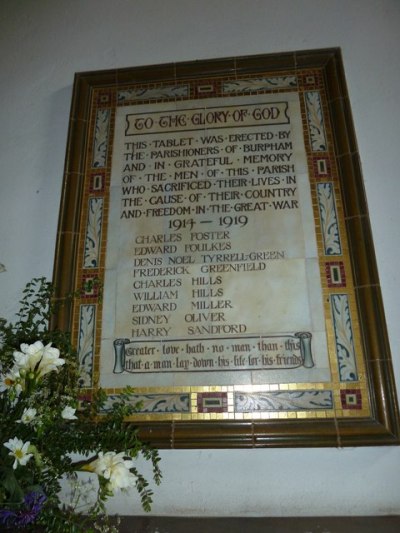 TO THE GLORY OF GOD
THIS TABLET WAS ERECTED BY
THE PARISHIONERS OF BURPHAM
AND IN GRATEFUL MEMORY
OF THE MEN OF THIS PARISH
WHO SACRIFICED THEIR LIVES IN
THE CAUSE OF THEIR COUNTRY
AND FREEDOM IN THE GREAT WAR
1914 — 1919
CHARLES FOSTER
EDWARD FOULKES
DENIS NOEL TYRRELL-GREEN
FREDERICK GREENFIELD
CHARLES HILLS
WILLIAM HILLS
EDWARD MILLER
SIDNEY OLIVER
HARRY SANDFORD
Greater · love · hath · no · man · than · this
that · a · man · lay · down · his · life · for · his · friends